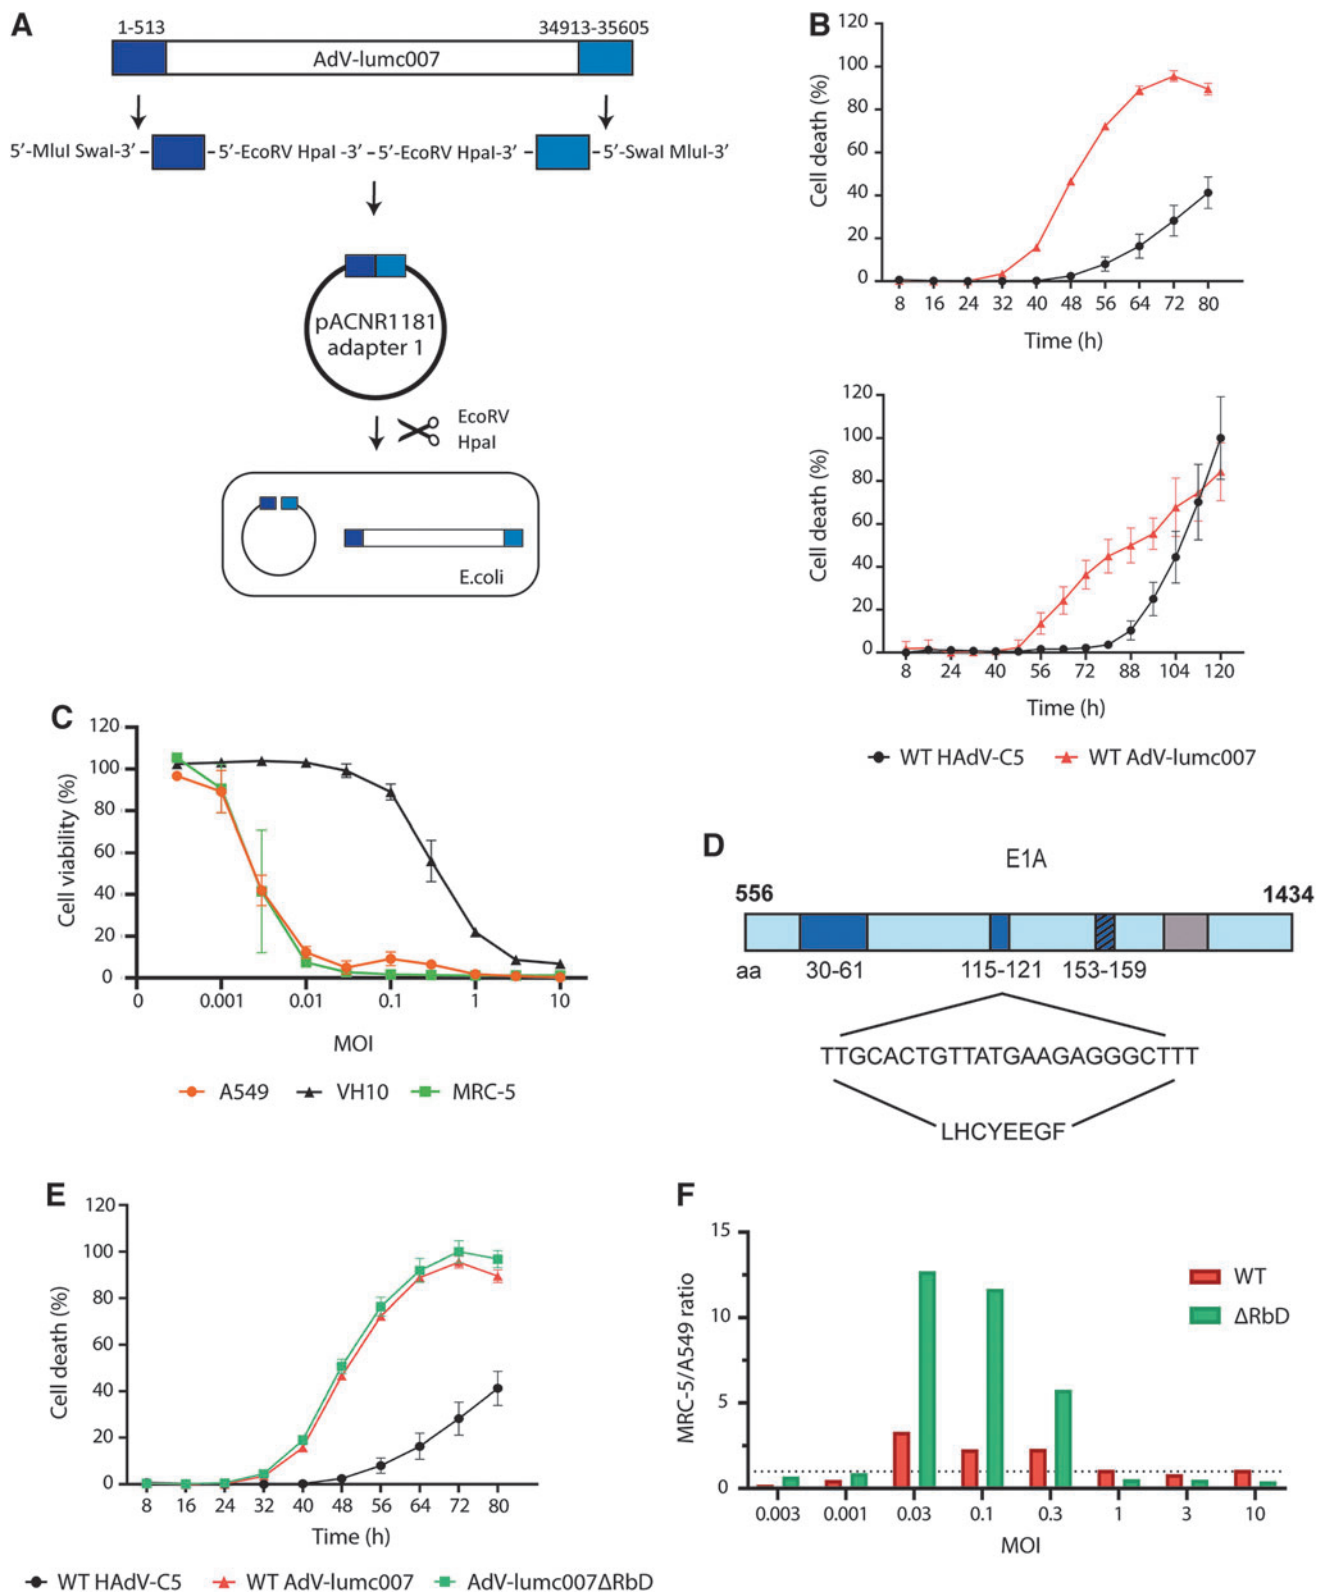 A
1-513
34913-35605
AdV-lumc007
5′-MluI SwaI-3′
5′-EcoRV HpaI -3′
5′-EcoRV HpaI-3′
5′-SwaI MluI-3′
pACNR1181
adapter 1
EcoRV
HpaI
E.coli
B
Cell death (%)
120
100
80
60
40
20
0
8 16 24 32 40 48 56 64 72 80
Time (h)
Cell death (%)
120
100
80
60
40
20
0
8 24 40 56 72 88 104 120
Time (h)
WT HAdV-C5 WT AdV-lumc007
C
Cell viability (%)
120
100
80
60
40
20
0
0 0.001 0.01 0.1 1 10
MOI
A549 VH10 MRC-5
D
E1A
556 1434
aa 30-61 115-121 153-159
TTGCACTGTTATGAAGAGGGCTTT
LHCYEEGF
E
Cell death (%)
120
100
80
60
40
20
0
8 16 24 32 40 48 56 64 72 80
Time (h)
WT HAdV-C5 WT AdV-lumc007 AdV-lumc007ΔRbD
F
MRC-5/A549 ratio
15
10
5
0
WT
ΔRbD
0.003 0.001 0.03 0.1 0.3 1 3 10
MOI